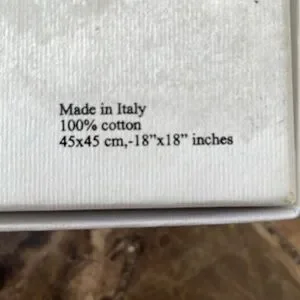 Made in Italy
100% cotton
45x45 cm,-18”x18” inches